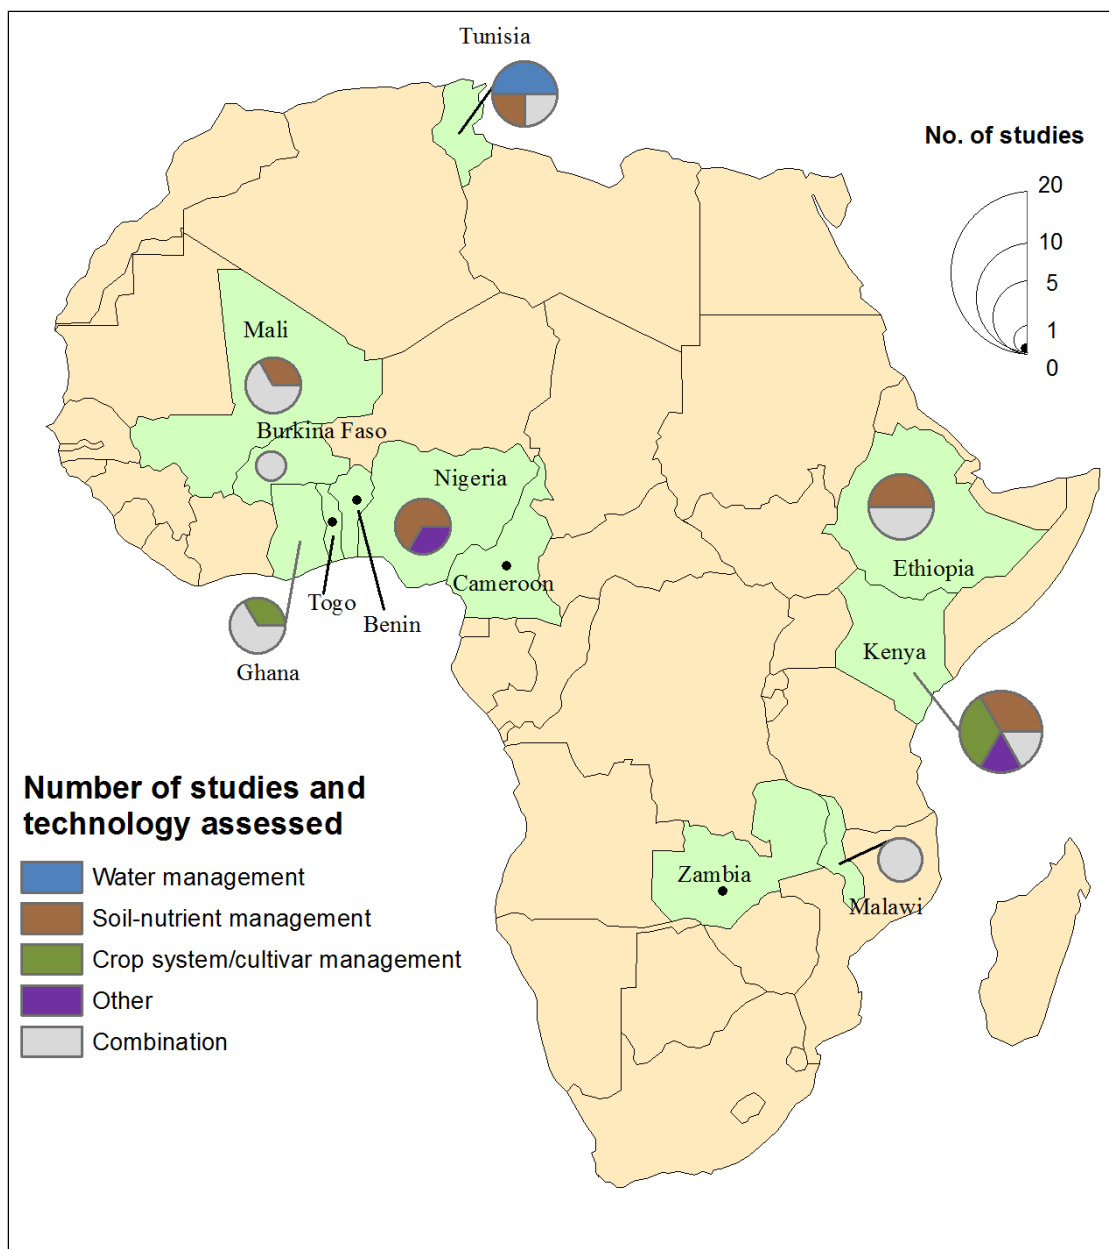 Tunisia
No. of studies
20
10
5
1
0
Mali
Burkina Faso
Nigeria
Ethiopia
Cameroon
Togo
Benin
Kenya
Ghana
Number of studies and
technology assessed
Water management
Soil-nutrient management
Crop system/cultivar management
Other
Combination
Zambia
Malawi